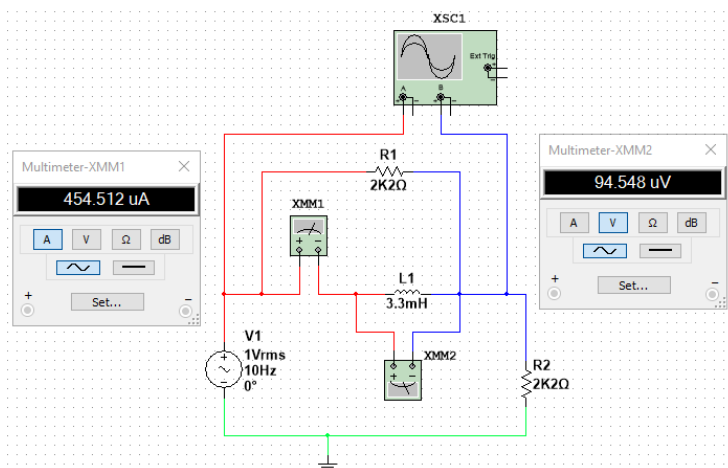 XSC1
Ext Trig
+
-
A
B
+ -
+ -
Multimeter-XMM1
454.512 uA
A V Ω dB
+
Set...
-
R1
2K2Ω
XMM1
+ -
L1
3.3mH
XMM2
+ -
V1
1Vrms
10Hz
0°
+
-
R2
2K2Ω
Multimeter-XMM2
94.548 uV
A V Ω dB
+
Set...
-